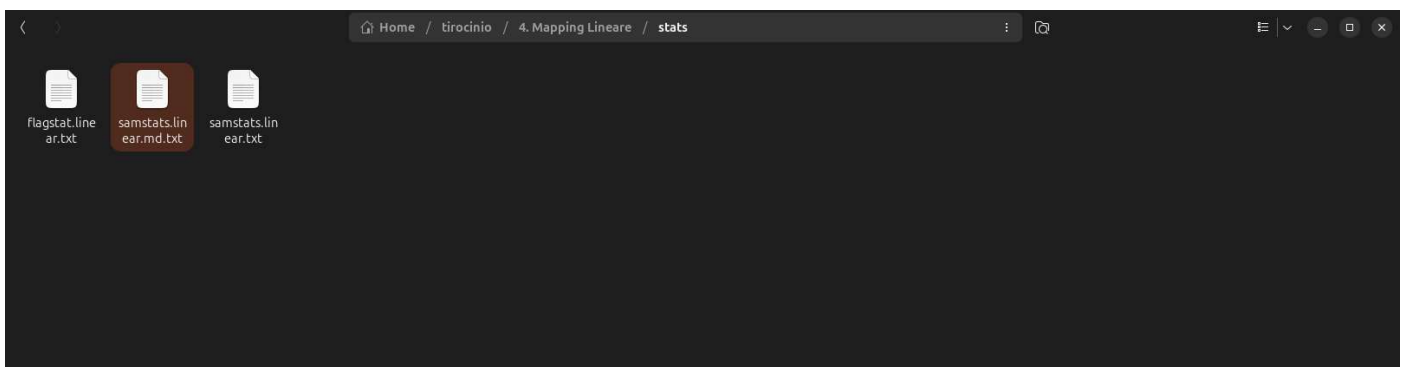 Home / tirocinio / 4. Mapping Lineare / stats
flagstat.line
ar.txt
samstats.lin
ear.md.txt
samstats.lin
ear.txt